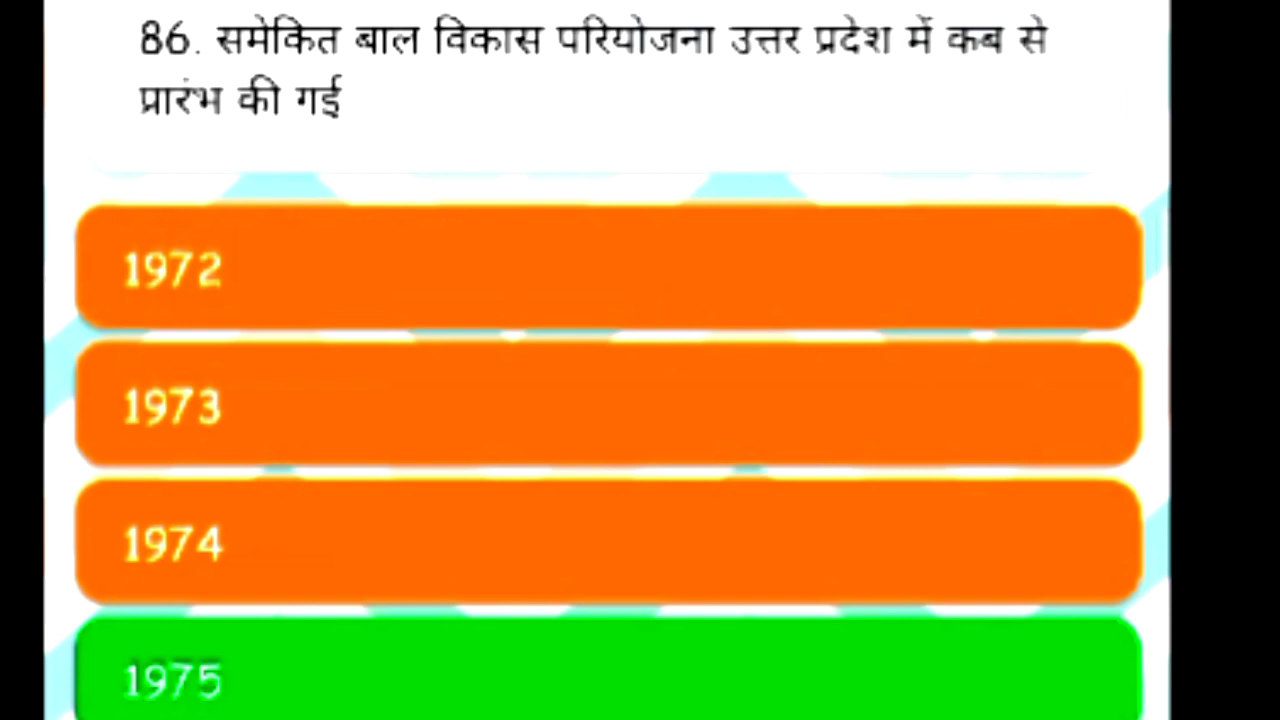 86. समेकित बाल विकास परियोजना उत्तर प्रदेश में कब से
प्रारंभ की गई
1972
1973
1974
1975